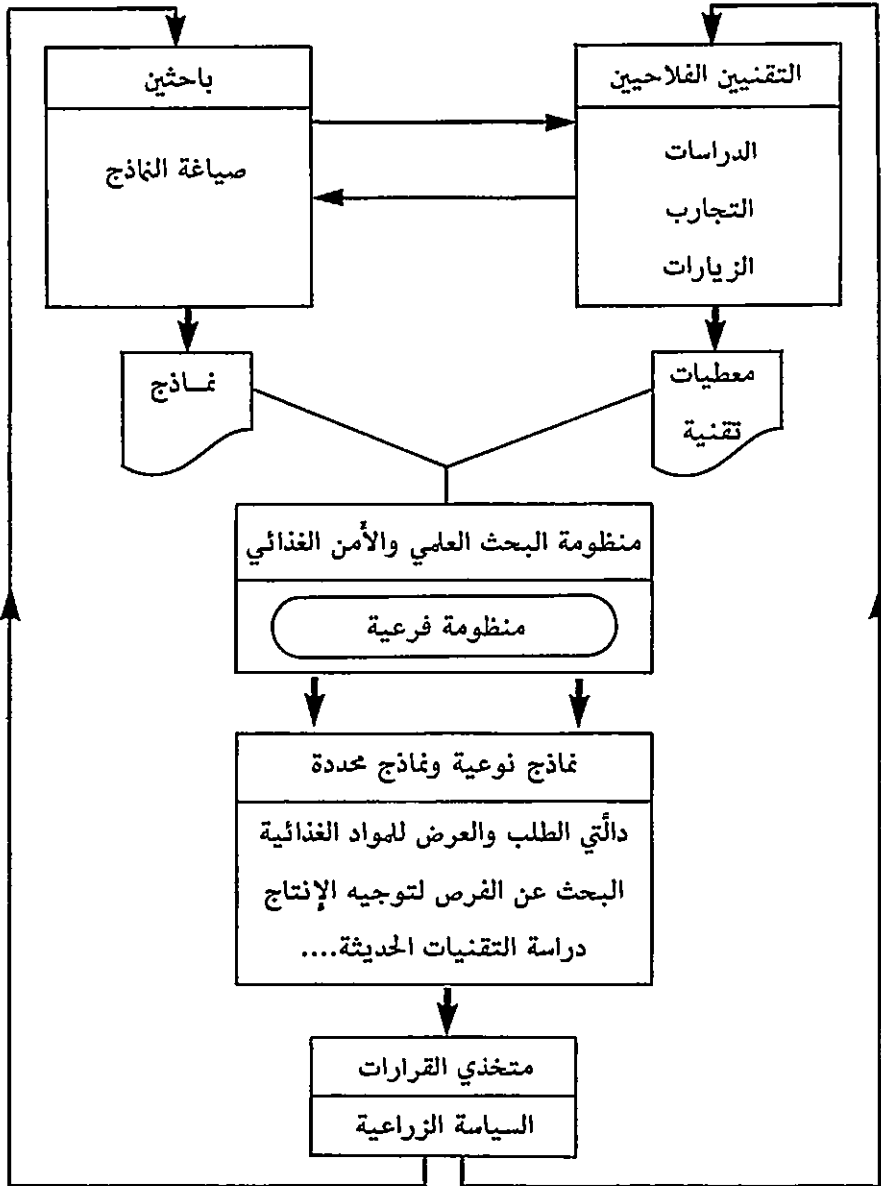 التقنيين الفلاحيين
الدراسات
التجارب
الزيارات
باحثين
صياغة النماذج
معطيات
تقنية
نمـاذج
منظومة البحث العلمي والأمن الغذائي
منظومة فرعية
نماذج نوعية ونماذج محددة
دالَّتي الطلب والعرض للمواد الغذائية
البحث عن الفرص لتوجيه الإنتاج
دراسة التقنيات الحديثة....
متخذي القرارات
السياسة الزراعية